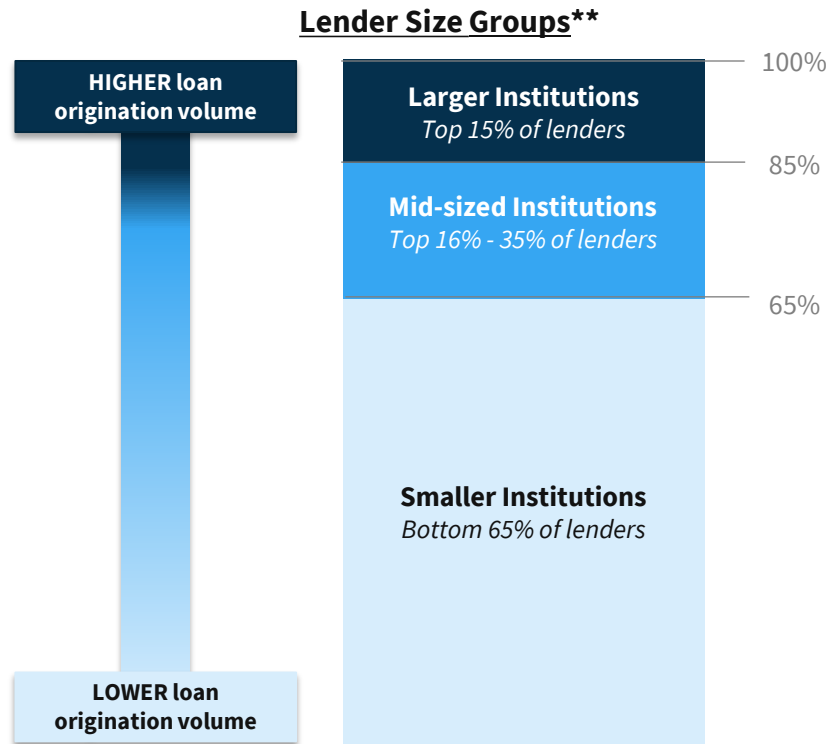 Lender Size Groups**
HIGHER loan
origination volume
100%
Larger Institutions
Top 15% of lenders
85%
Mid-sized Institutions
Top 16% - 35% of lenders
65%
Smaller Institutions
Bottom 65% of lenders
LOWER loan
origination volume